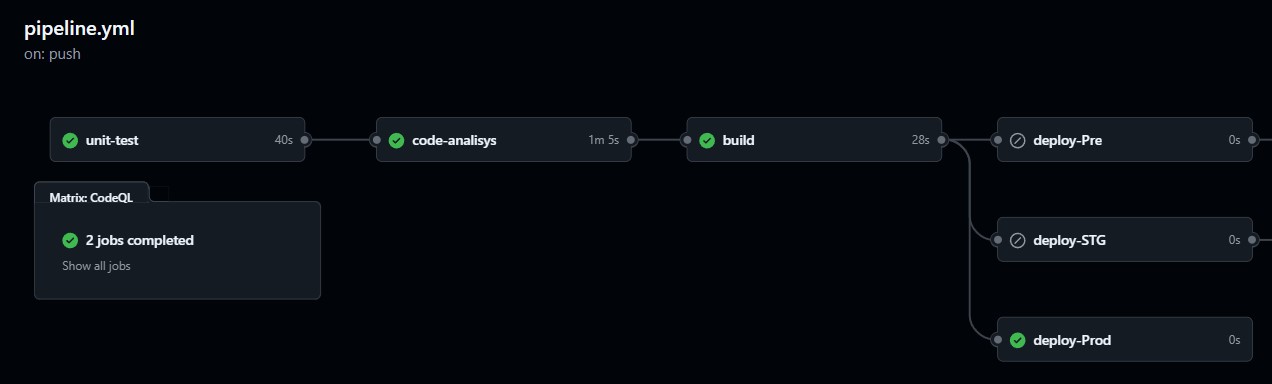 pipeline.yml
on: push
unit-test 40s
code-analisys 1m 5s
build 28s
deploy-Pre 0s
Matrix: CodeQL
2 jobs completed
Show all jobs
deploy-STG 0s
deploy-Prod 0s